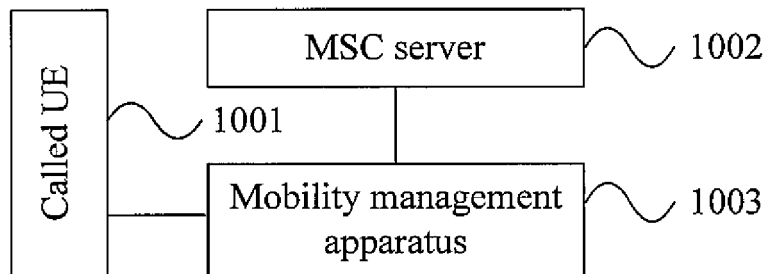 MSC server
1002
Called UE
1001
Mobility management
apparatus
1003